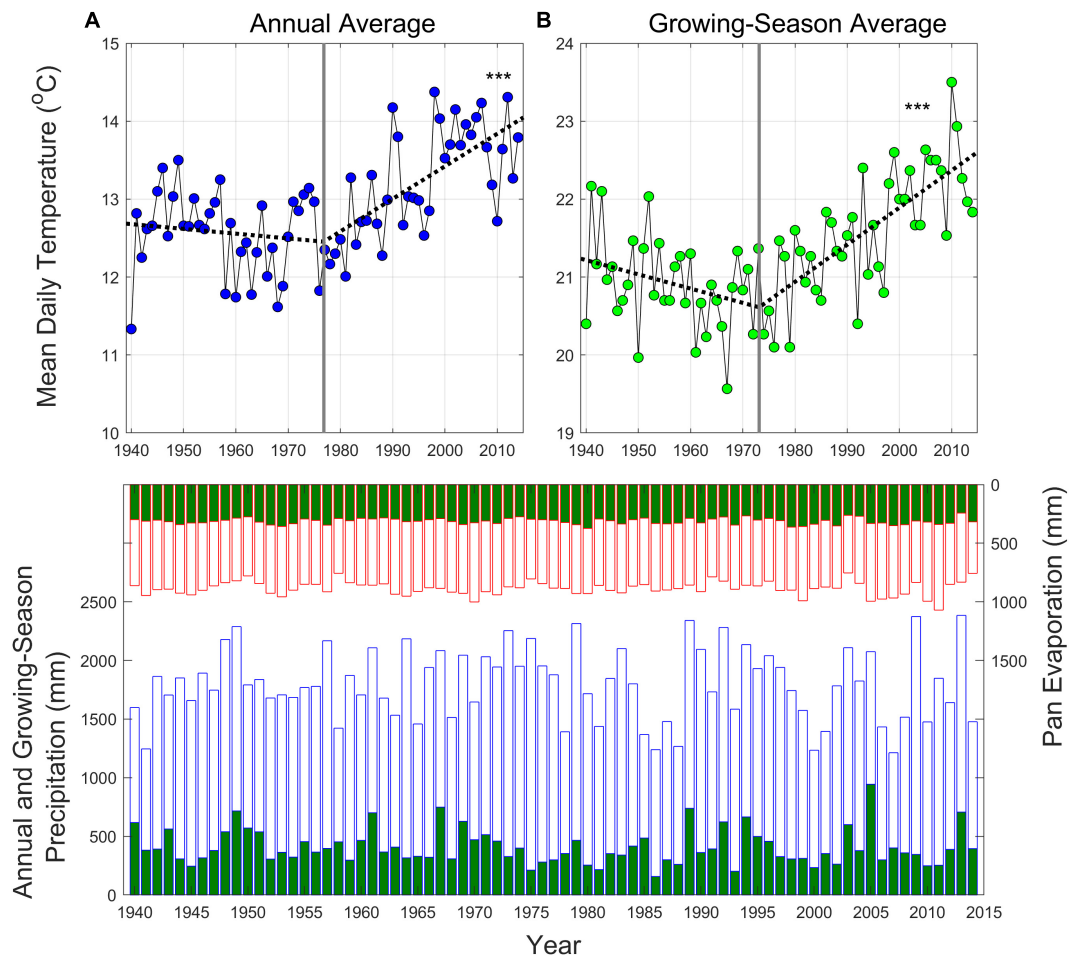 A Annual Average
B Growing-Season Average
Mean Daily Temperature (°C)
15
14
13
12
11
10
***
1940 1950 1960 1970 1980 1990 2000 2010
24
23
22
21
20
19
***
1940 1950 1960 1970 1980 1990 2000 2010
Annual and Growing-Season
Precipitation (mm)
2500
2000
1500
1000
500
0
0
500
1000
1500
Pan Evaporation (mm)
1940 1945 1950 1955 1960 1965 1970 1975 1980 1985 1990 1995 2000 2005 2010 2015
Year